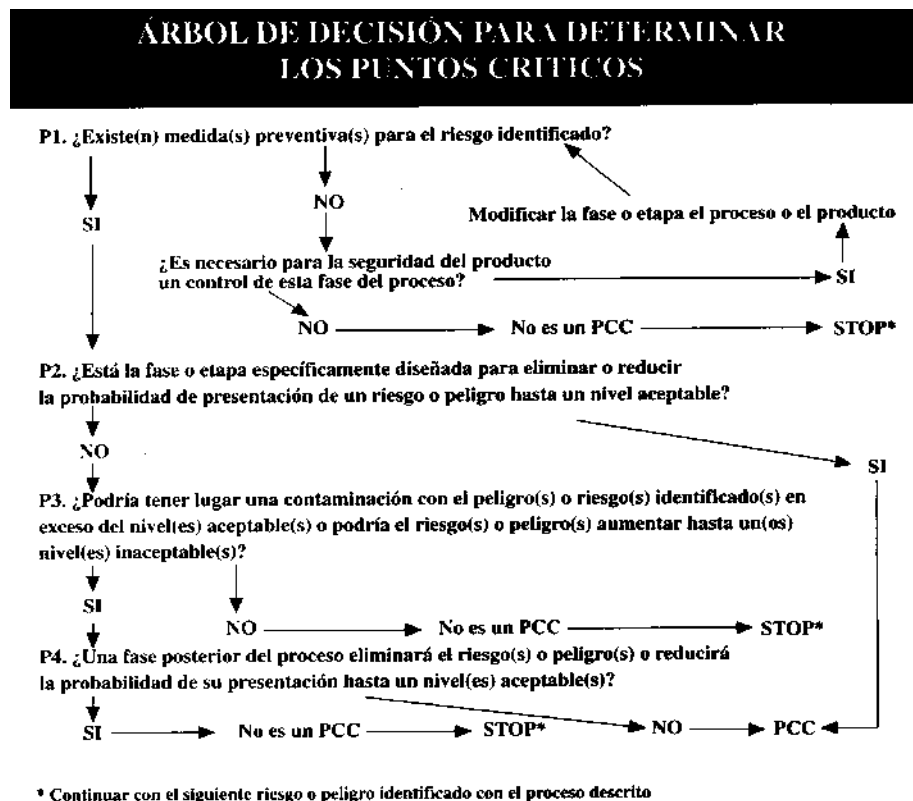 ÁRBOL DE DECISIÓN PARA DETERMINAR
LOS PUNTOS CRITICOS
P1. ¿Existe(n) medida(s) preventiva(s) para el riesgo identificado?
NO
SI
Modificar la fase o etapa el proceso o el producto
¿Es necesario para la seguridad del producto
un control de esta fase del proceso?
SI
NO No es un PCC STOP*
P2. ¿Está la fase o etapa específicamente diseñada para eliminar o reducir
la probabilidad de presentación de un riesgo o peligro hasta un nivel aceptable?
NO
SI
P3. ¿Podría tener lugar una contaminación con el peligro(s) o riesgo(s) identificado(s) en
exceso del nivel(es) aceptable(s) o podría el riesgo(s) o peligro(s) aumentar hasta un(os)
nivel(es) inaceptable(s)?
SI
NO No es un PCC STOP*
P4. ¿Una fase posterior del proceso eliminará el riesgo(s) o peligro(s) o reducirá
la probabilidad de su presentación hasta un nivel(es) aceptable(s)?
SI No es un PCC STOP* NO PCC
* Continuar con el siguiente riesgo o peligro identificado con el proceso descrito